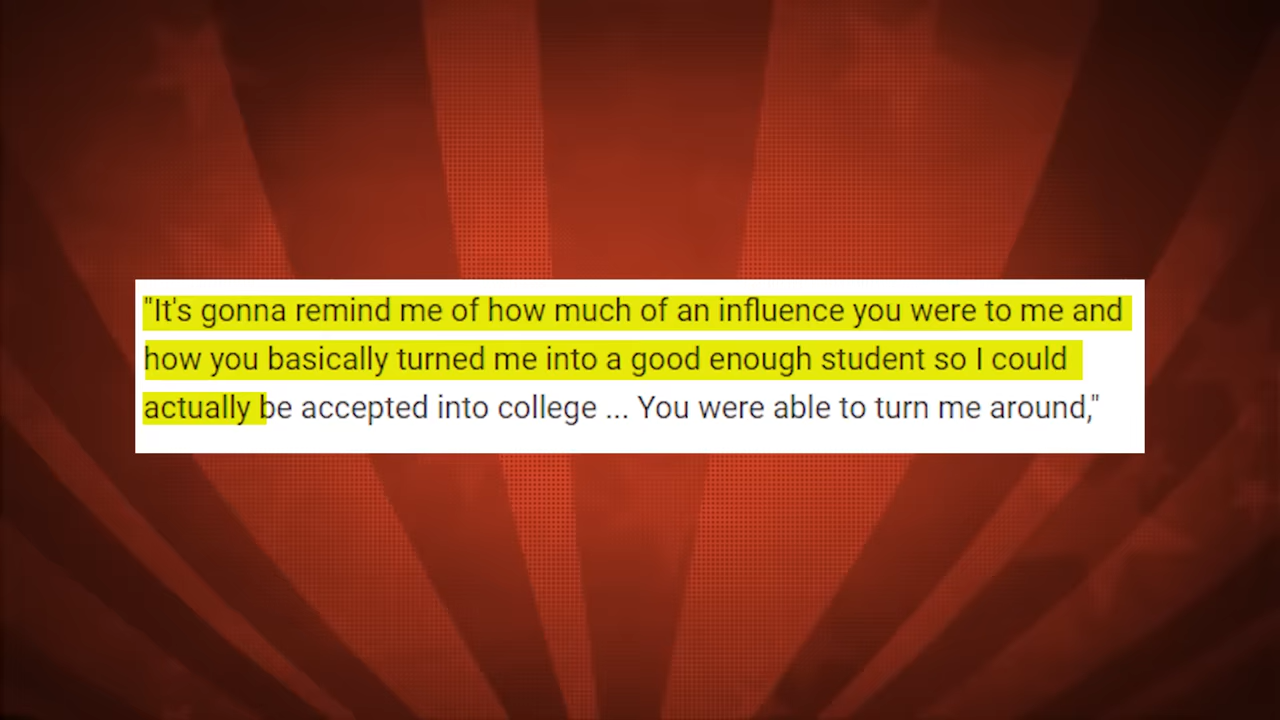 "It's gonna remind me of how much of an influence you were to me and
how you basically turned me into a good enough student so I could
actually be accepted into college ... You were able to turn me around,"